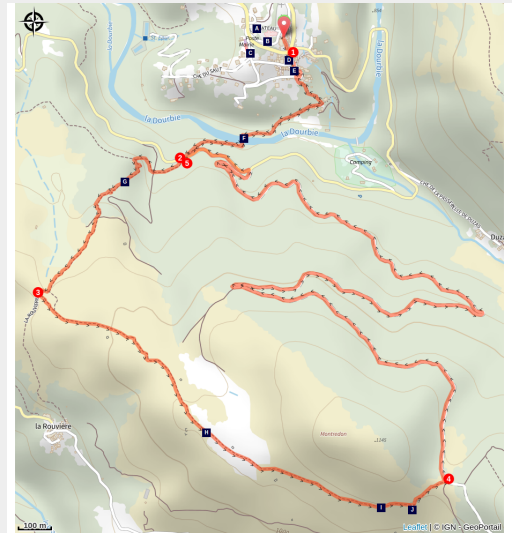 A
B
1
Mairie
C
D
E
la Dourbie
la Dourbie
la Dourbie
F
2
5
Camping
G
3
la Rouvière
H
Montredon
4
I
J
100 m
Leaflet | © IGN - GeoPortail